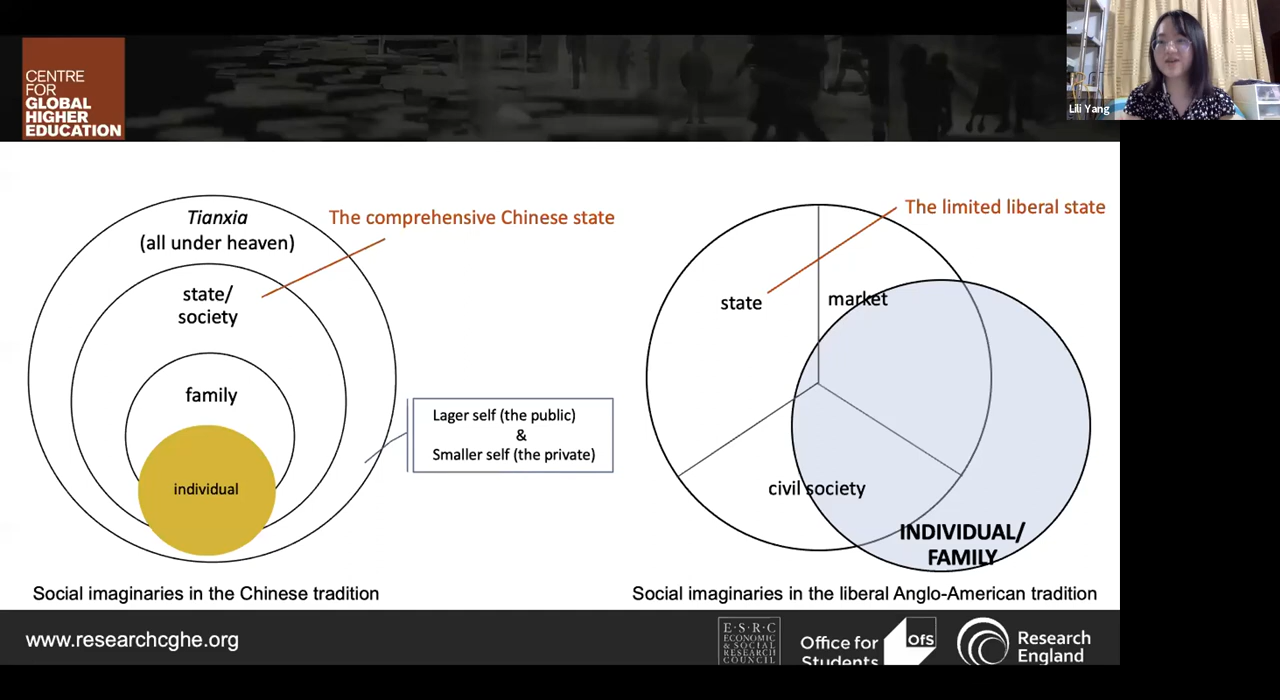 CENTRE
FOR
GLOBAL
HIGHER
EDUCATION
Lili Yang
Tianxia
(all under heaven)
The comprehensive Chinese state
state/
society
family
individual
Lager self (the public)
&
Smaller self (the private)
Social imaginaries in the Chinese tradition
The limited liberal state
state
market
civil society
INDIVIDUAL/
FAMILY
Social imaginaries in the liberal Anglo-American tradition
www.researchcghe.org
E·S·R·C
ECONOMIC
& SOCIAL
RESEARCH
COUNCIL
Office for
Students
OfS
Research
England